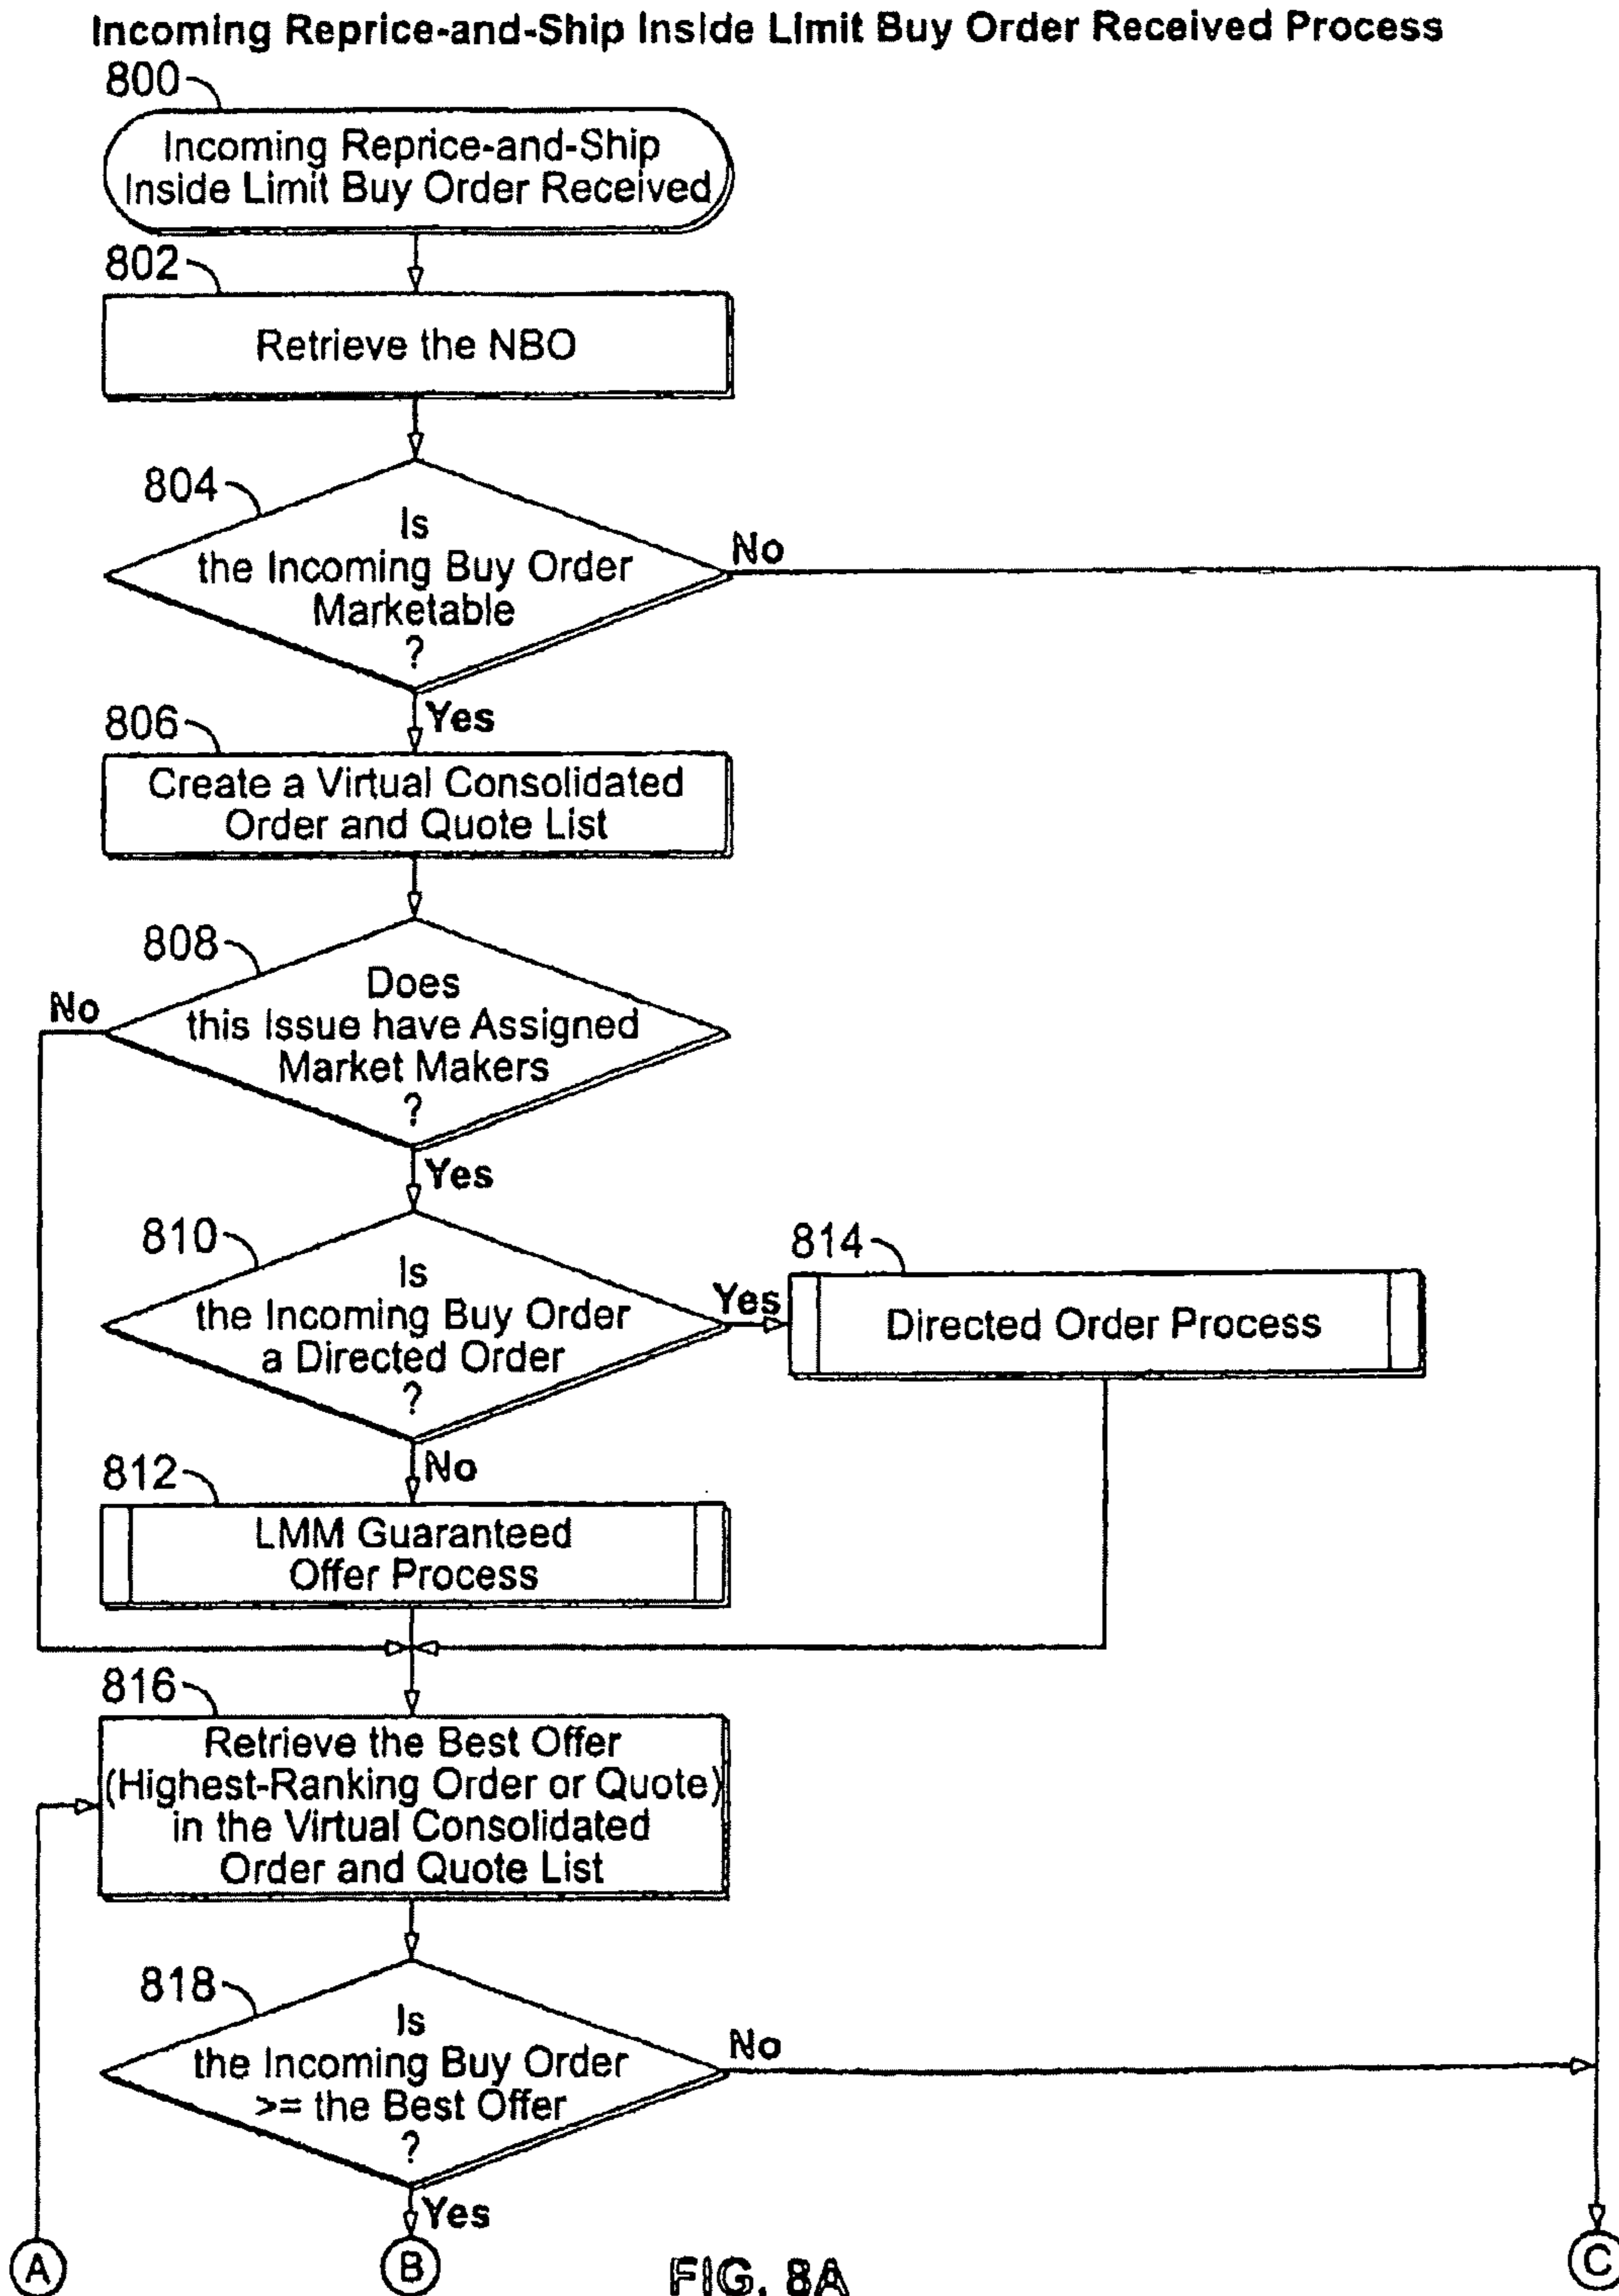 Incoming Reprice-and-Ship Inside Limit Buy Order Received Process
800
Incoming Reprice-and-Ship
Inside Limit Buy Order Received
802
Retrieve the NBO
804
Is
the Incoming Buy Order
Marketable
?
No
Yes
806
Create a Virtual Consolidated
Order and Quote List
808
Does
this Issue have Assigned
Market Makers
?
No
Yes
810
Is
the Incoming Buy Order
a Directed Order
?
Yes
814
Directed Order Process
No
812
LMM Guaranteed
Offer Process
816
Retrieve the Best Offer
(Highest-Ranking Order or Quote)
in the Virtual Consolidated
Order and Quote List
818
Is
the Incoming Buy Order
>= the Best Offer
?
No
Yes
A
B
C
FIG. 8A